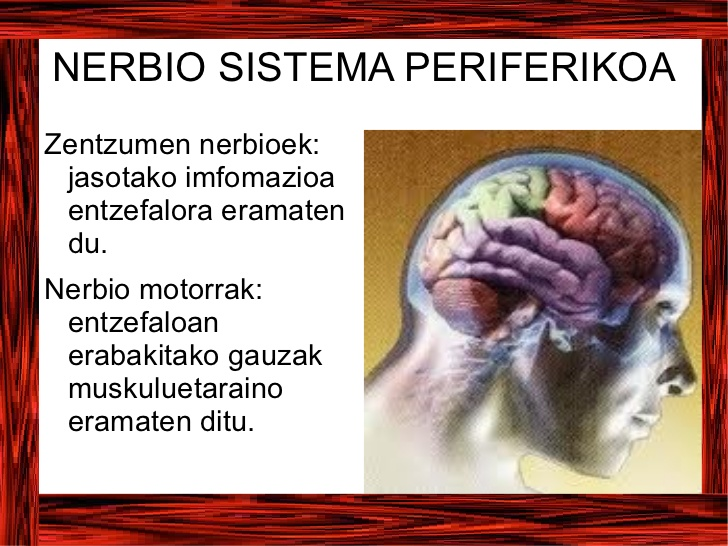 NERBIO SISTEMA PERIFERIKOA
Zentzumen nerbioek:
jasotako imfomazioa
entzefalora eramaten
du.
Nerbio motorrak:
entzefaloan
erabakitako gauzak
muskuluetaraino
eramaten ditu.